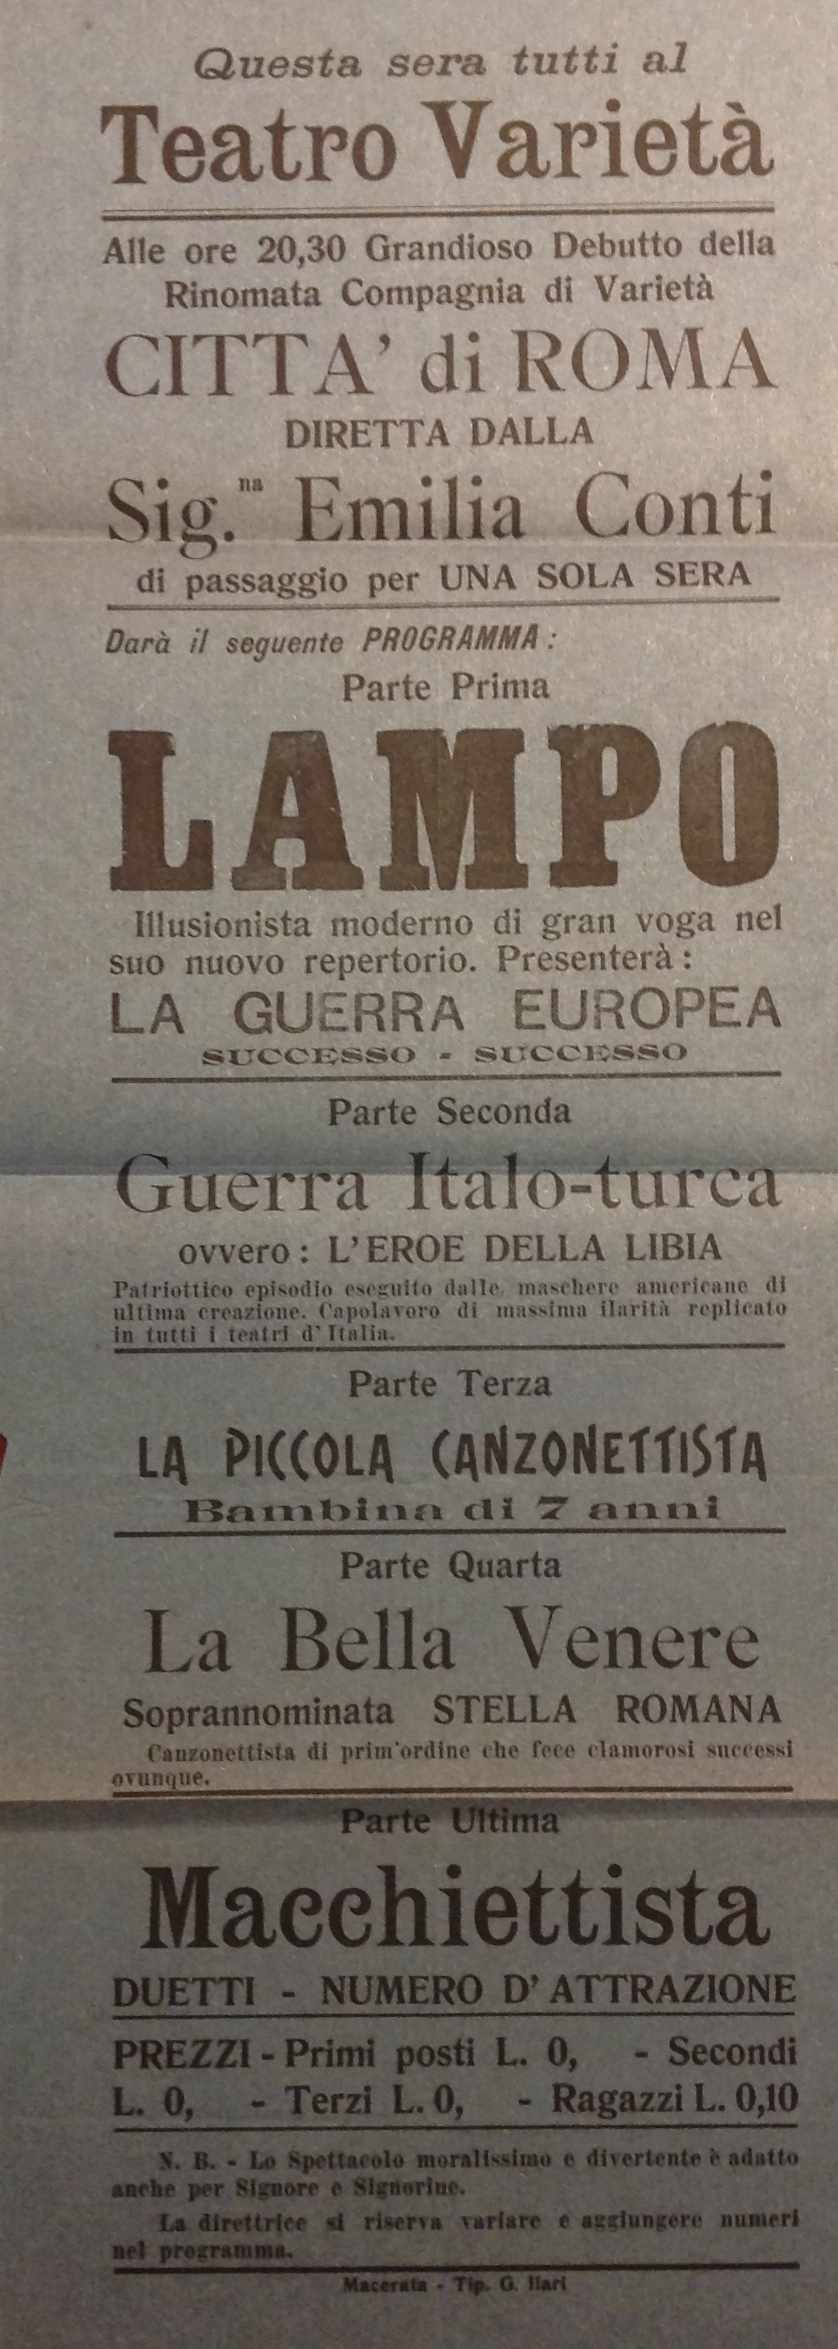 Questa sera tutti al
Teatro Varietà
Alle ore 20,30 Grandioso Debutto della
Rinomata Compagnia di Varietà
CITTA' di ROMA
DIRETTA DALLA
Sig.na Emilia Conti
di passaggio per UNA SOLA SERA
Darà il seguente PROGRAMMA:
Parte Prima
LAMPO
Illusionista moderno di gran voga nel
suo nuovo repertorio. Presenterà:
LA GUERRA EUROPEA
SUCCESSO - SUCCESSO
Parte Seconda
Guerra Italo-turca
ovvero: L'EROE DELLA LIBIA
Patriottico episodio eseguito dalle maschere americane di
ultima creazione. Capolavoro di massima ilarità replicato
in tutti i teatri d'Italia.
Parte Terza
LA PICCOLA CANZONETTISTA
Bambina di 7 anni
Parte Quarta
La Bella Venere
Soprannominata STELLA ROMANA
Canzonettista di prim'ordine che fece clamorosi successi
ovunque.
Parte Ultima
Macchiettista
DUETTI - NUMERO D'ATTRAZIONE
PREZZI - Primi posti L. 0, - Secondi
L. 0, - Terzi L. 0, - Ragazzi L. 0,10
N. B. - Lo Spettacolo moralissimo e divertente è adatto
anche per Signore e Signorine.
La direttrice si riserva variare e aggiungere numeri
nel programma.
Macerata - Tip. G. Ilari